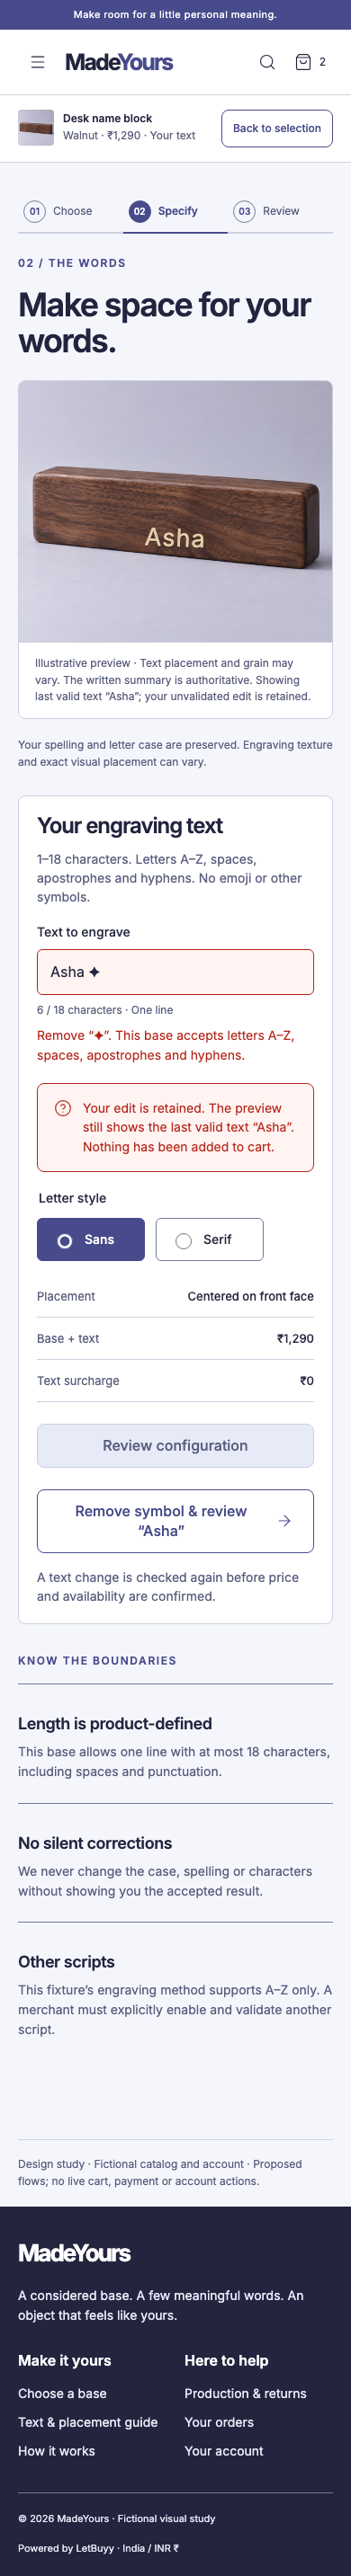 Make room for a little personal meaning.
MadeYours
2
Desk name block
Walnut · ₹1,290 · Your text
Back to selection
01 Choose
02 Specify
03 Review
02 / THE WORDS
Make space for your
words.
Asha
Illustrative preview · Text placement and grain may
vary. The written summary is authoritative. Showing
last valid text “Asha”; your unvalidated edit is retained.
Your spelling and letter case are preserved. Engraving texture
and exact visual placement can vary.
Your engraving text
1–18 characters. Letters A–Z, spaces,
apostrophes and hyphens. No emoji or other
symbols.
Text to engrave
Asha ✦
6 / 18 characters · One line
Remove “✦”. This base accepts letters A–Z,
spaces, apostrophes and hyphens.
Your edit is retained. The preview
still shows the last valid text “Asha”.
Nothing has been added to cart.
Letter style
Sans
Serif
Placement Centered on front face
Base + text ₹1,290
Text surcharge ₹0
Review configuration
Remove symbol & review
“Asha”
A text change is checked again before price
and availability are confirmed.
KNOW THE BOUNDARIES
Length is product-defined
This base allows one line with at most 18 characters,
including spaces and punctuation.
No silent corrections
We never change the case, spelling or characters
without showing you the accepted result.
Other scripts
This fixture’s engraving method supports A–Z only. A
merchant must explicitly enable and validate another
script.
Design study · Fictional catalog and account · Proposed
flows; no live cart, payment or account actions.
MadeYours
A considered base. A few meaningful words. An
object that feels like yours.
Make it yours
Choose a base
Text & placement guide
How it works
Here to help
Production & returns
Your orders
Your account
© 2026 MadeYours · Fictional visual study
Powered by LetBuyy · India / INR ₹